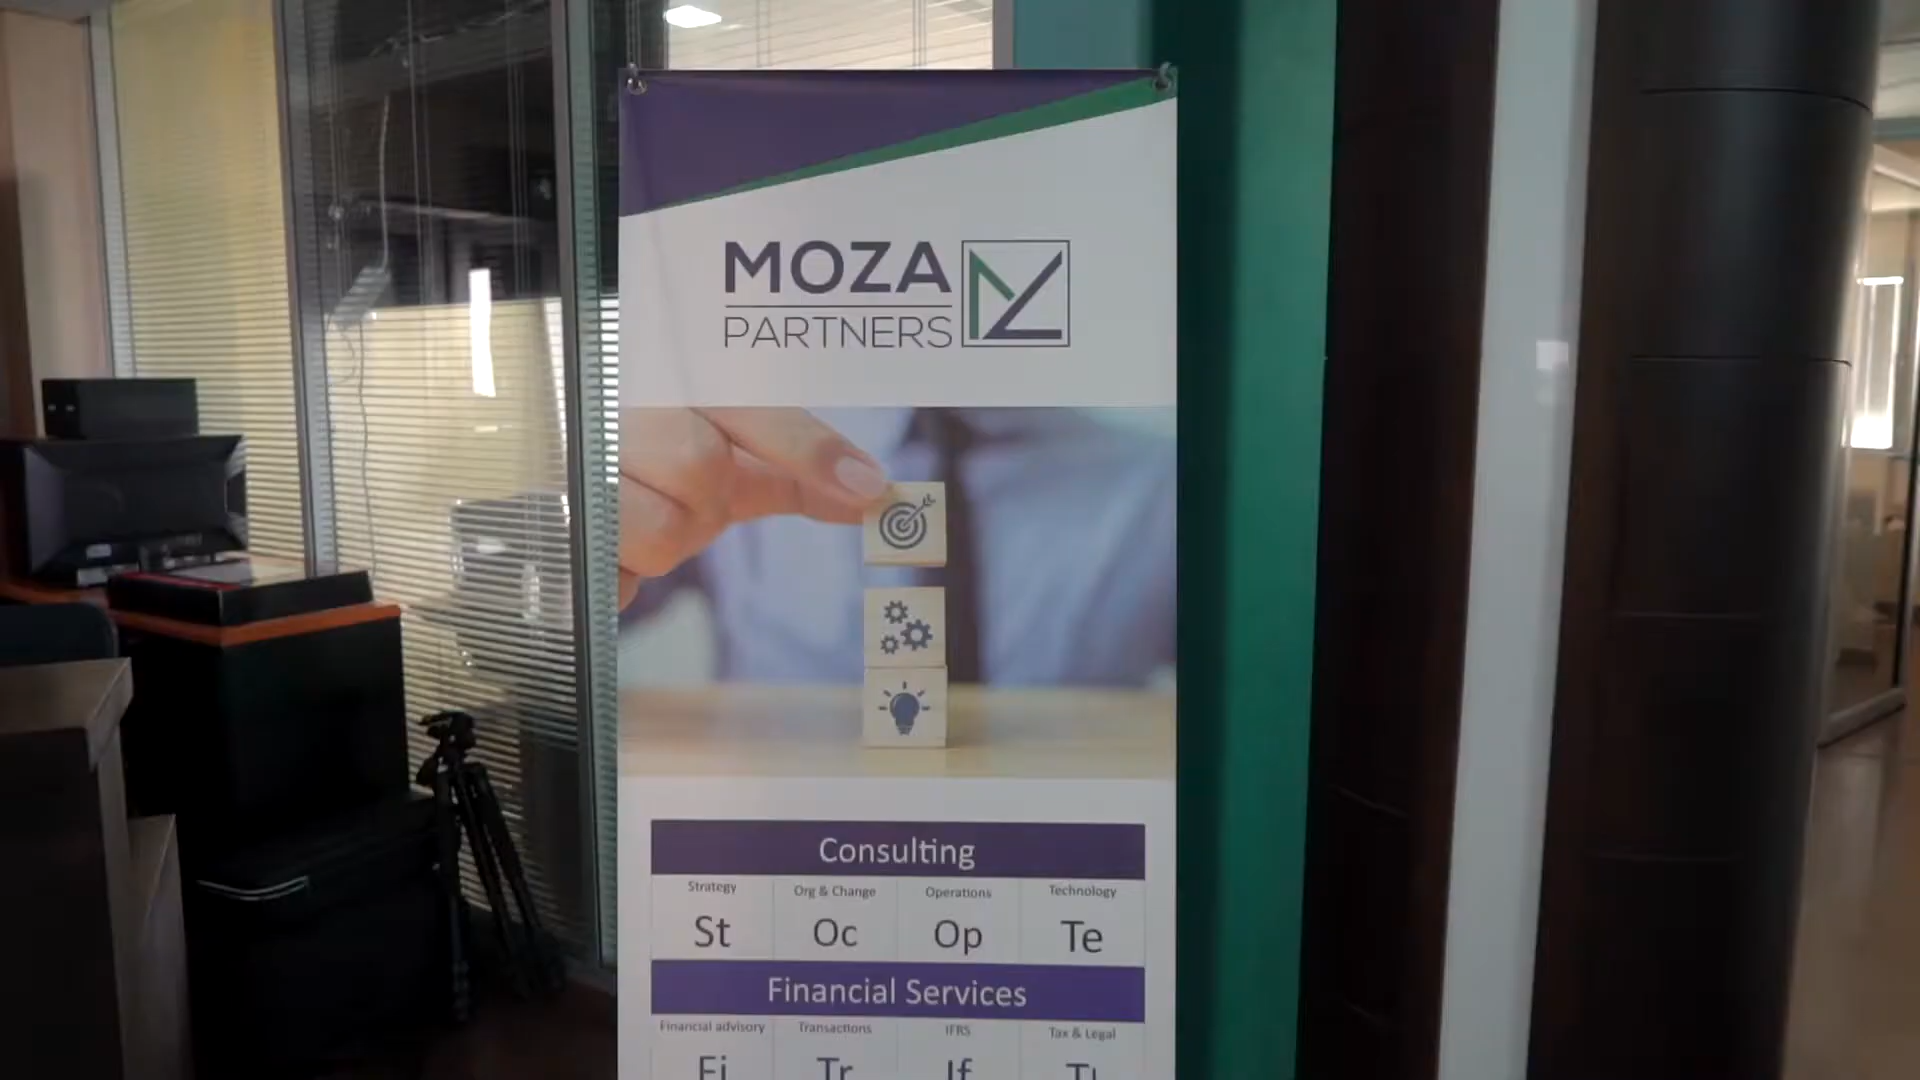 MOZA
PARTNERS
Consulting
Strategy Org & Change Operations Technology
St Oc Op Te
Financial Services
Financial advisory Transactions IFRS Tax & Legal
Fi Tr If